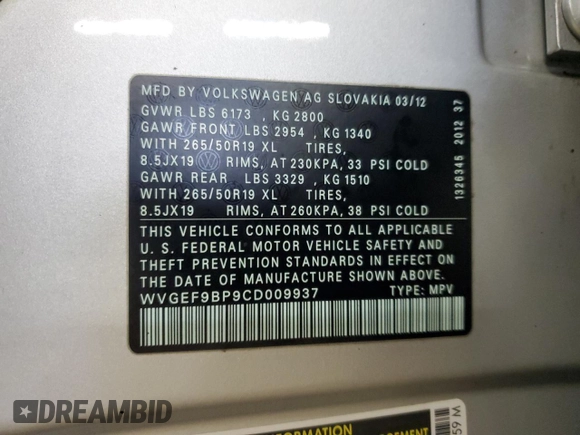 MFD BY VOLKSWAGEN AG SLOVAKIA 03/12
GVWR LBS 6173 , KG 2800
GAWR FRONT LBS 2954 , KG 1340
WITH 265/50R19 XL TIRES,
8.5JX19 RIMS, AT 230KPA, 33 PSI COLD
GAWR REAR LBS 3329 , KG 1510
WITH 265/50R19 XL TIRES,
8.5JX19 RIMS, AT 260KPA, 38 PSI COLD
THIS VEHICLE CONFORMS TO ALL APPLICABLE
U. S. FEDERAL MOTOR VEHICLE SAFETY AND
THEFT PREVENTION STANDARDS IN EFFECT ON
THE DATE OF MANUFACTURE SHOWN ABOVE.
WVGEF9BP9CD009937 TYPE: MPV
1326345 2012 37
INFORMATION
59 M
DREAMBID